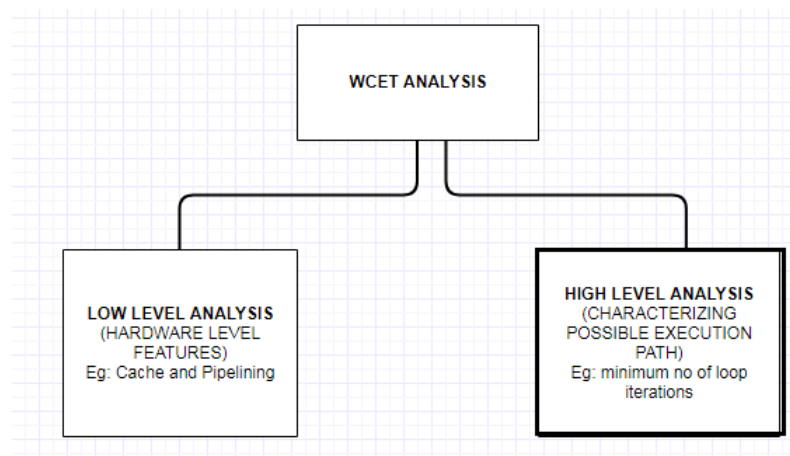 WCET ANALYSIS
LOW LEVEL ANALYSIS
(HARDWARE LEVEL
FEATURES)
Eg: Cache and Pipelining
HIGH LEVEL ANALYSIS
(CHARACTERIZING
POSSIBLE EXECUTION
PATH)
Eg: minimum no of loop
iterations